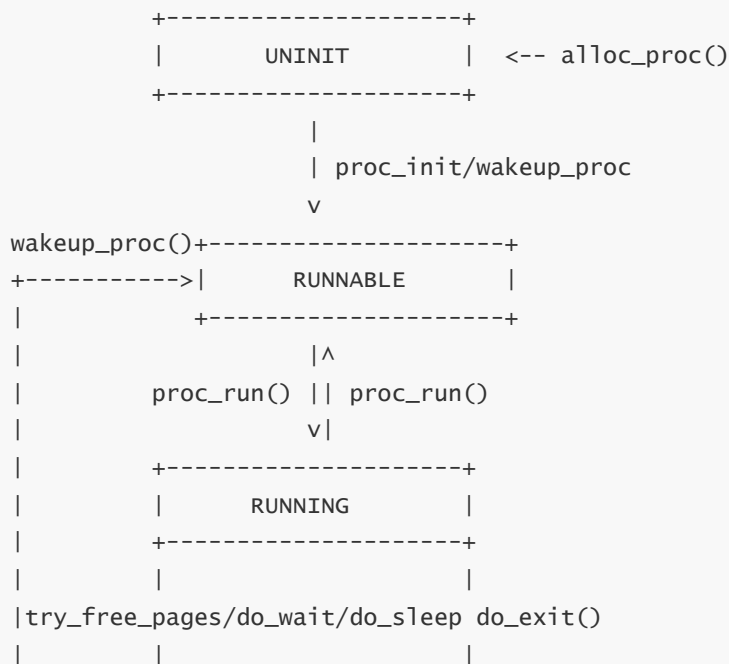 +---------------------+
            |       UNINIT        |  <-- alloc_proc()
            +---------------------+
                       |
                       | proc_init/wakeup_proc
                       v
wakeup_proc()+---------------------+
+----------->|      RUNNABLE       |
|            +---------------------+
|                      |^
|          proc_run() || proc_run()
|                      v|
|           +---------------------+
|           |      RUNNING        |
|           +---------------------+
|           |                     |
|try_free_pages/do_wait/do_sleep do_exit()
|           |                     |